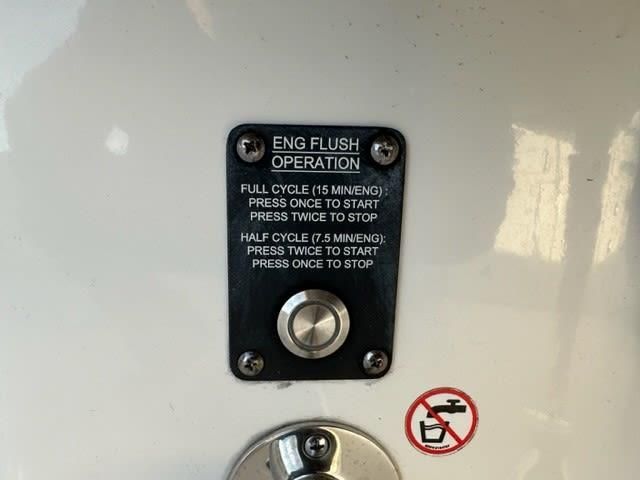 ENG FLUSH
OPERATION
FULL CYCLE (15 MIN/ENG) :
PRESS ONCE TO START
PRESS TWICE TO STOP
HALF CYCLE (7.5 MIN/ENG):
PRESS TWICE TO START
PRESS ONCE TO STOP